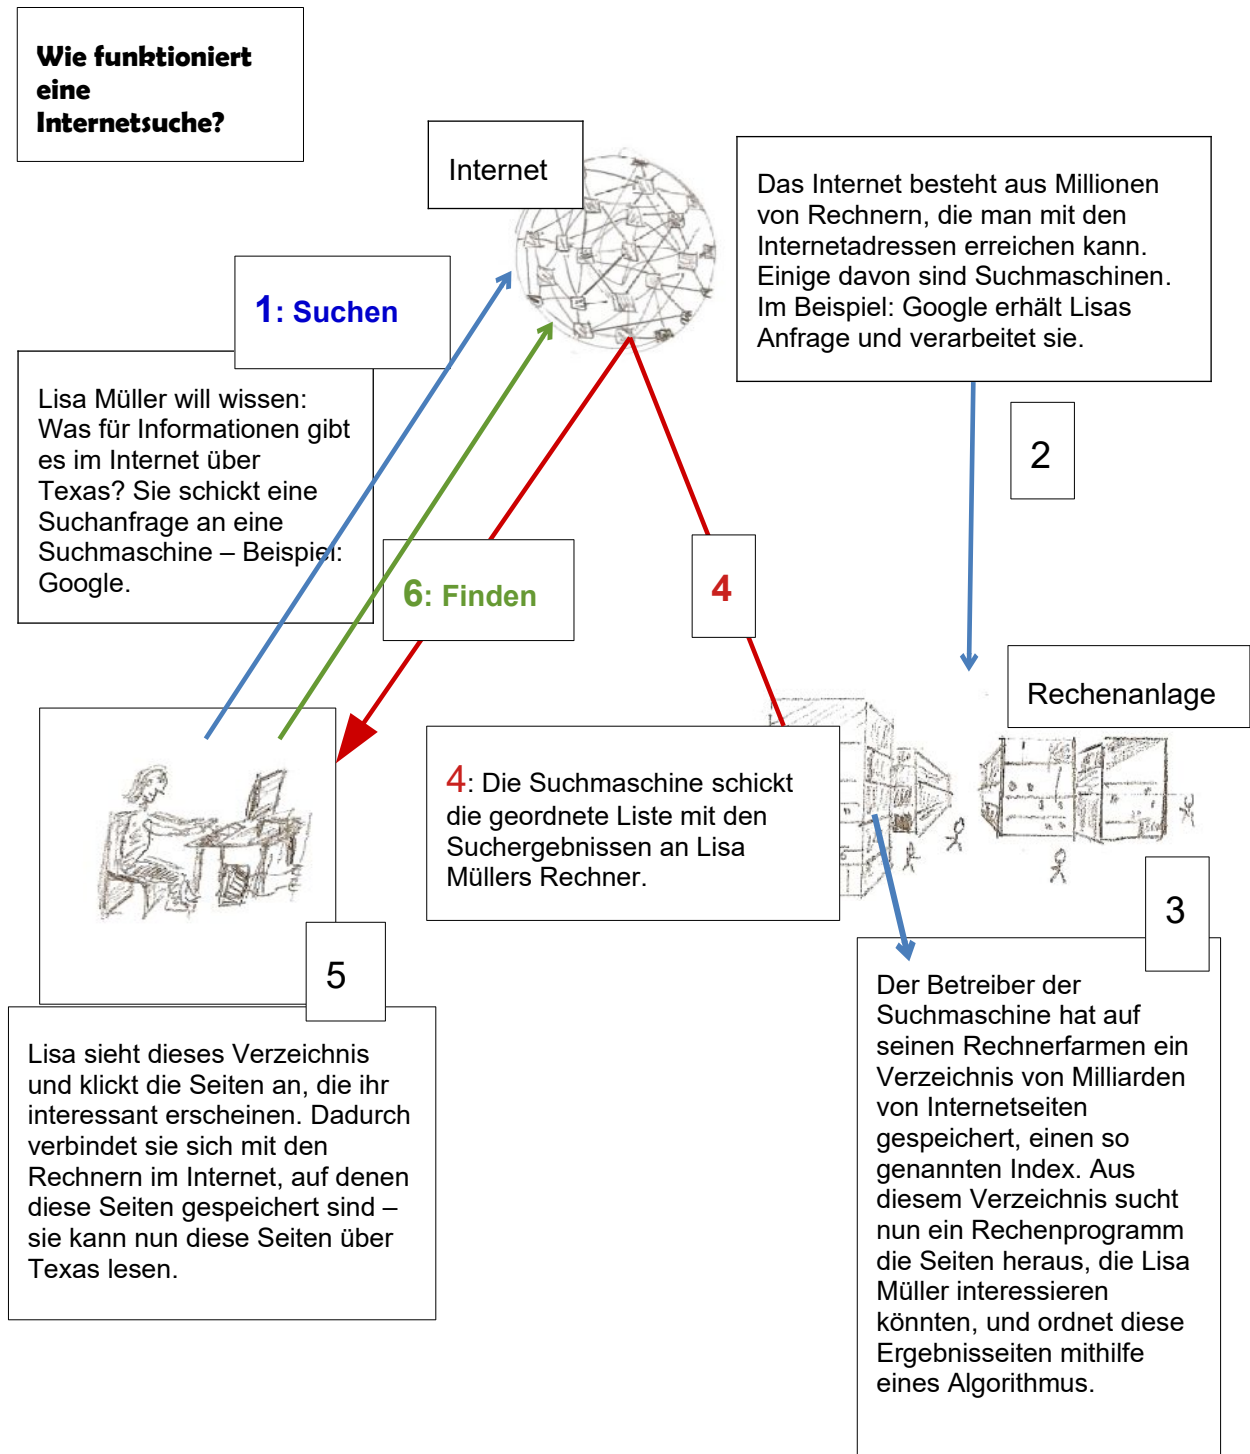 Wie funktioniert
eine
Internetsuche?
Internet
Das Internet besteht aus Millionen
von Rechnern, die man mit den
Internetadressen erreichen kann.
Einige davon sind Suchmaschinen.
Im Beispiel: Google erhält Lisas
Anfrage und verarbeitet sie.
1: Suchen
Lisa Müller will wissen:
Was für Informationen gibt
es im Internet über
Texas? Sie schickt eine
Suchanfrage an eine
Suchmaschine – Beispiel:
Google.
2
6: Finden
4
Rechenanlage
4: Die Suchmaschine schickt
die geordnete Liste mit den
Suchergebnissen an Lisa
Müllers Rechner.
3
Der Betreiber der
Suchmaschine hat auf
seinen Rechnerfarmen ein
Verzeichnis von Milliarden
von Internetseiten
gespeichert, einen so
genannten Index. Aus
diesem Verzeichnis sucht
nun ein Rechenprogramm
die Seiten heraus, die Lisa
Müller interessieren
könnten, und ordnet diese
Ergebnisseiten mithilfe
eines Algorithmus.
5
Lisa sieht dieses Verzeichnis
und klickt die Seiten an, die ihr
interessant erscheinen. Dadurch
verbindet sie sich mit den
Rechnern im Internet, auf denen
diese Seiten gespeichert sind –
sie kann nun diese Seiten über
Texas lesen.